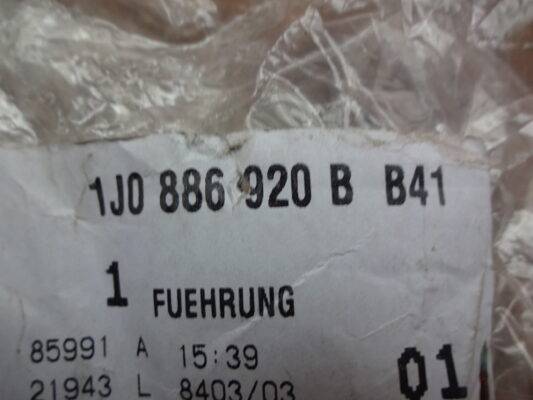 1J0 886 920 B B41
1 FUEHRUNG
85991 A 15:39
01
21943 L 8403/03